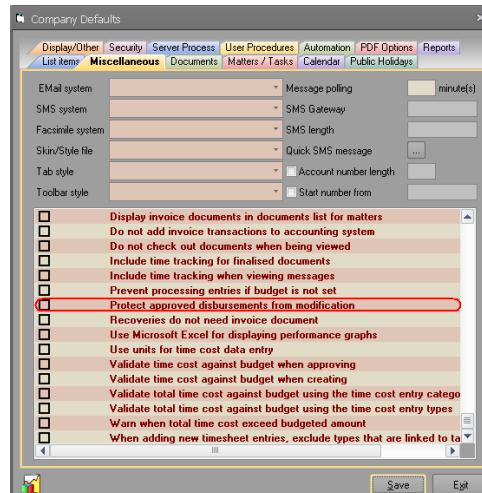 Company Defaults
Display/Other Security Server Process User Procedures Automation PDF Options Reports
List items Miscellaneous Documents Matters / Tasks Calendar Public Holidays
EMail system Message polling minute(s)
SMS system SMS Gateway
Facsimile system SMS length
Skin/Style file Quick SMS message ...
Tab style Account number length
Toolbar style Start number from
Display invoice documents in documents list for matters
Do not add invoice transactions to accounting system
Do not check out documents when being viewed
Include time tracking for finalised documents
Include time tracking when viewing messages
Prevent processing entries if budget is not set
Protect approved disbursements from modification
Recoveries do not need invoice document
Use Microsoft Excel for displaying performance graphs
Use units for time cost data entry
Validate time cost against budget when approving
Validate time cost against budget when creating
Validate total time cost against budget using the time cost entry catego
Validate total time cost against budget using the time cost entry types
Warn when total time cost exceed budgeted amount
When adding new timesheet entries, exclude types that are linked to ta
Save Exit